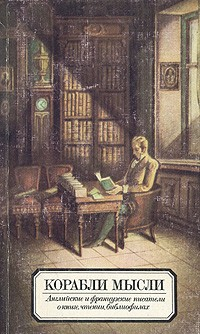 КОРАБЛИ МЫСЛИ
Английские и французские писатели
о книге, чтении, библиофилах